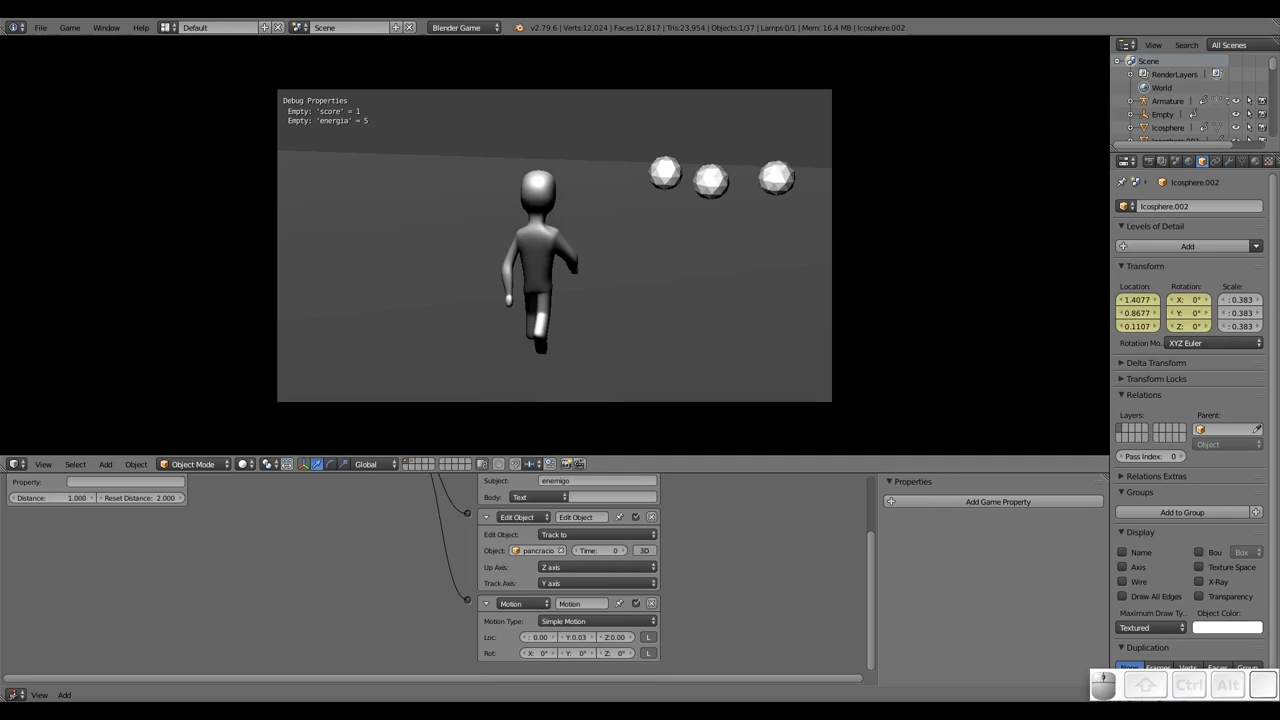 File Game Window Help Default Scene Blender Game v2.79.6 | Verts:12,024 | Faces:12,817 | Tris:23,954 | Objects:1/37 | Lamps:0/1 | Mem: 16.4 MB | Icosphere.002
View Search All Scenes
Scene
RenderLayers
World
Armature
Empty
Icosphere
Debug Properties
Empty: 'score' = 1
Empty: 'energia' = 5
Icosphere.002
Icosphere.002
Levels of Detail
Add
Transform
Location: Rotation: Scale:
1.4077 X: 0° : 0.383
0.8677 Y: 0° : 0.383
0.1107 Z: 0° : 0.383
Rotation Mo. XYZ Euler
Delta Transform
Transform Locks
Relations
Layers: Parent:
Object
Pass Index: 0
Relations Extras
Groups
Add to Group
Display
Name Bou Box
Axis Texture Space
Wire X-Ray
Draw All Edges Transparency
Maximum Draw Ty.. Object Color:
Textured
Duplication
None Frames Verts Faces Group
View Select Add Object Object Mode Global
Property:
Distance: 1.000 Reset Distance: 2.000
Subject: enemigo
Body: Text
Edit Object Edit Object
Edit Object: Track to
Object: pancracio Time: 0 3D
Up Axis: Z axis
Track Axis: Y axis
Motion Motion
Motion Type: Simple Motion
Loc: : 0.00 Y:0.03 Z:0.00 L
Rot: X: 0° Y: 0° Z: 0° L
Properties
Add Game Property
View Add
Ctrl Alt